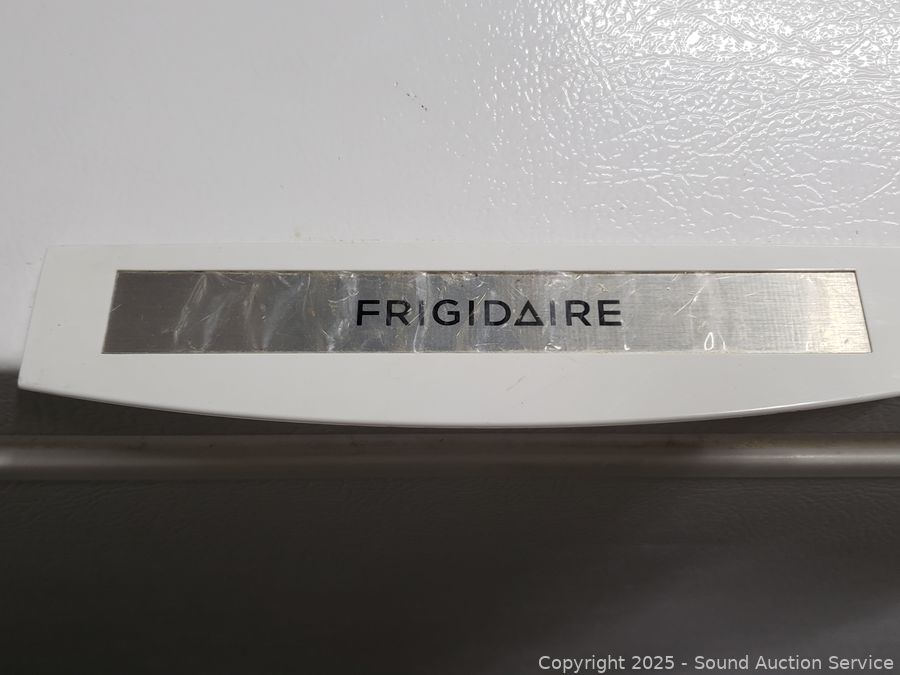 FRIGIDAIRE
Copyright 2025 - Sound Auction Service